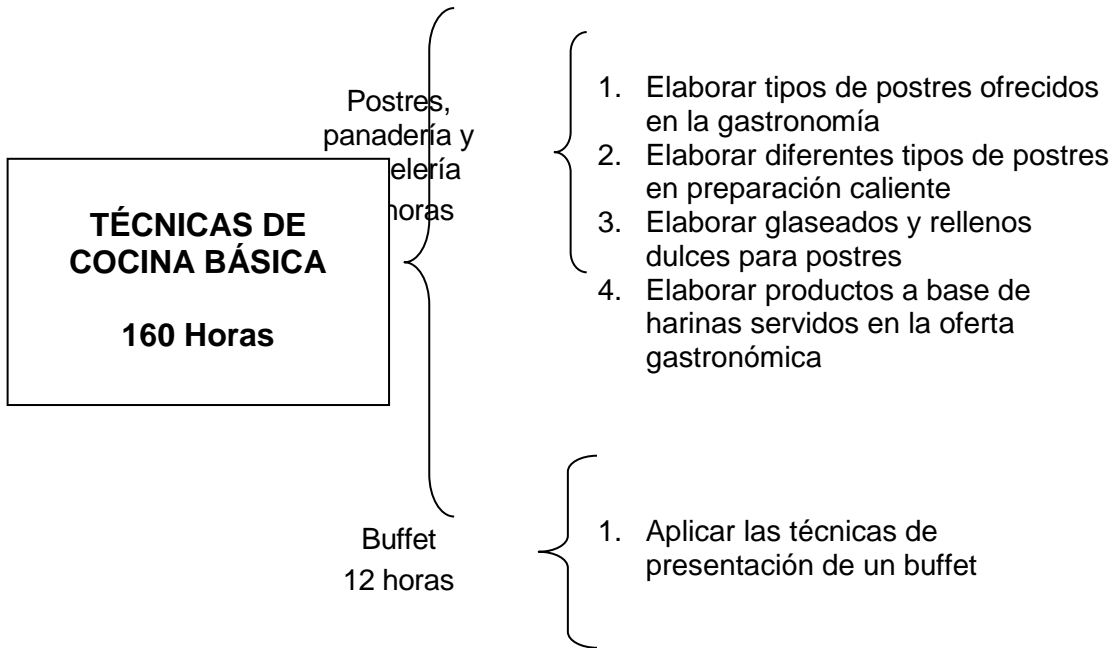 TÉCNICAS DE
COCINA BÁSICA
160 Horas
Postres,
panadería y
horas
1. Elaborar tipos de postres ofrecidos
en la gastronomía
2. Elaborar diferentes tipos de postres
en preparación caliente
3. Elaborar glaseados y rellenos
dulces para postres
4. Elaborar productos a base de
harinas servidos en la oferta
gastronómica
Buffet
12 horas
1. Aplicar las técnicas de
presentación de un buffet